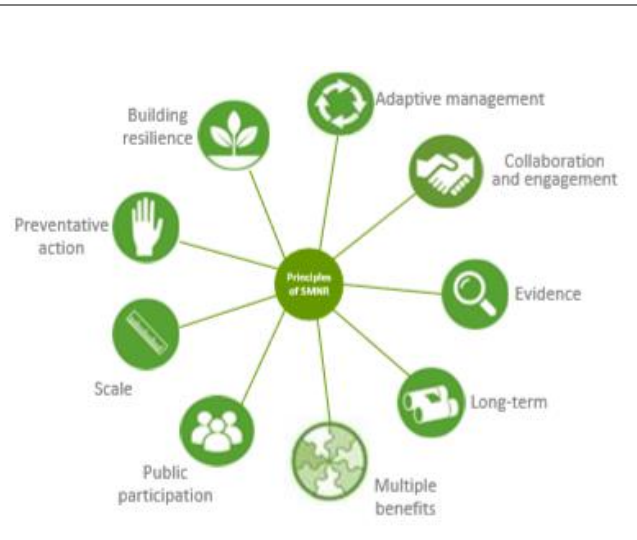 Adaptive management
Building
resilience
Collaboration
and engagement
Preventative
action
Principles
of SMNR
Evidence
Scale
Long-term
Public
participation
Multiple
benefits